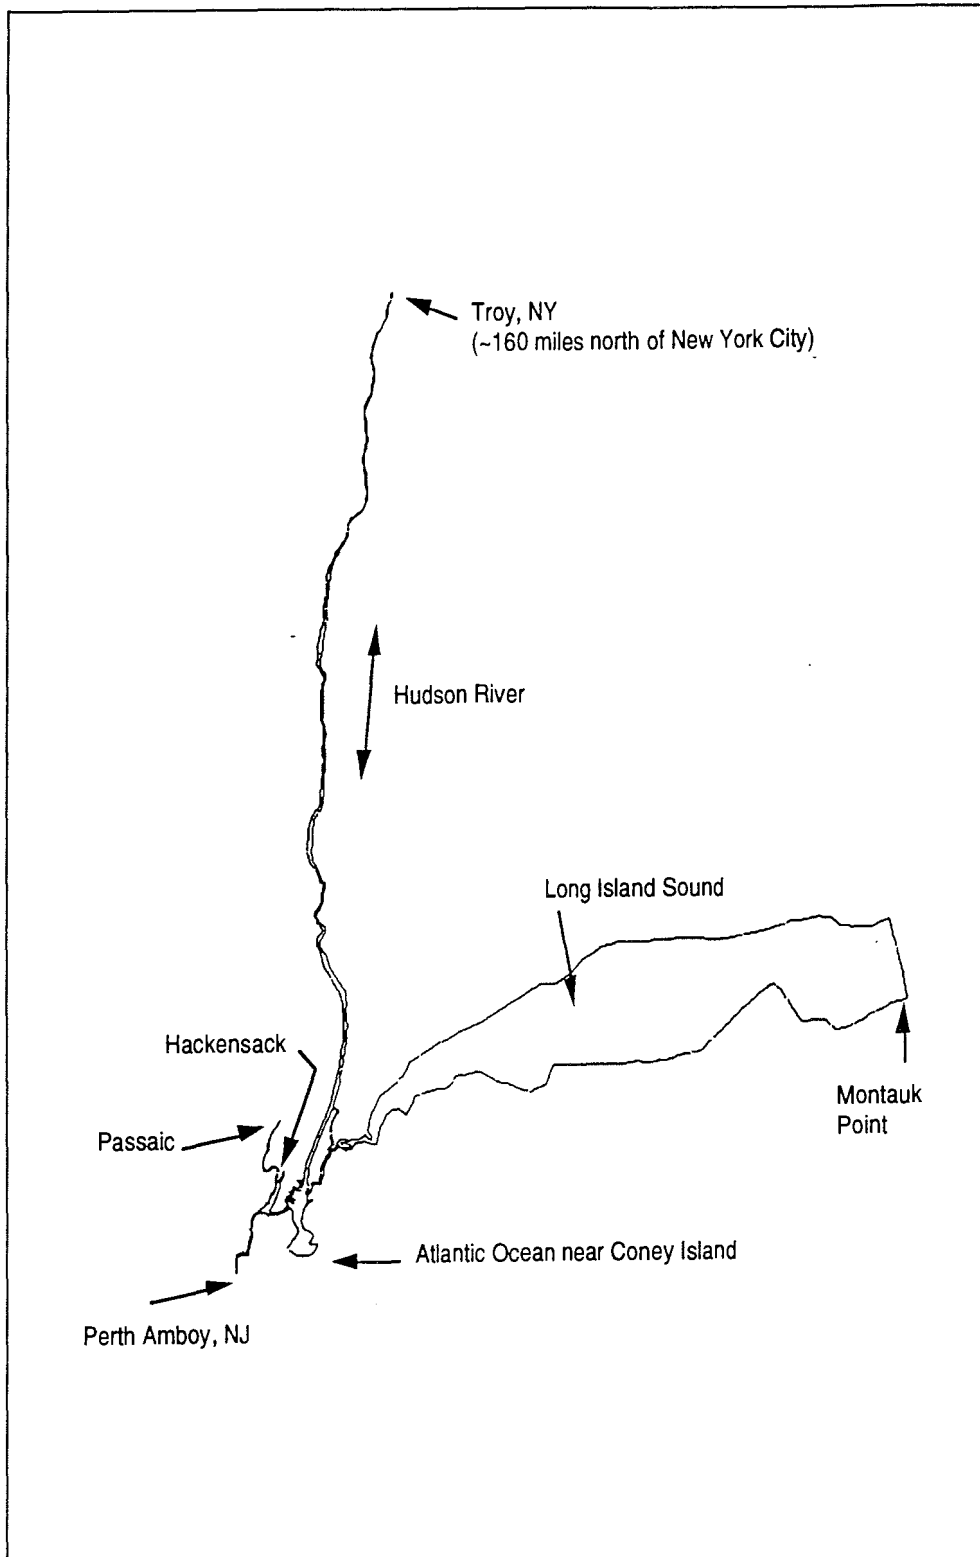 Troy, NY
(~160 miles north of New York City)
Hudson River
Long Island Sound
Hackensack
Montauk
Point
Passaic
Atlantic Ocean near Coney Island
Perth Amboy, NJ